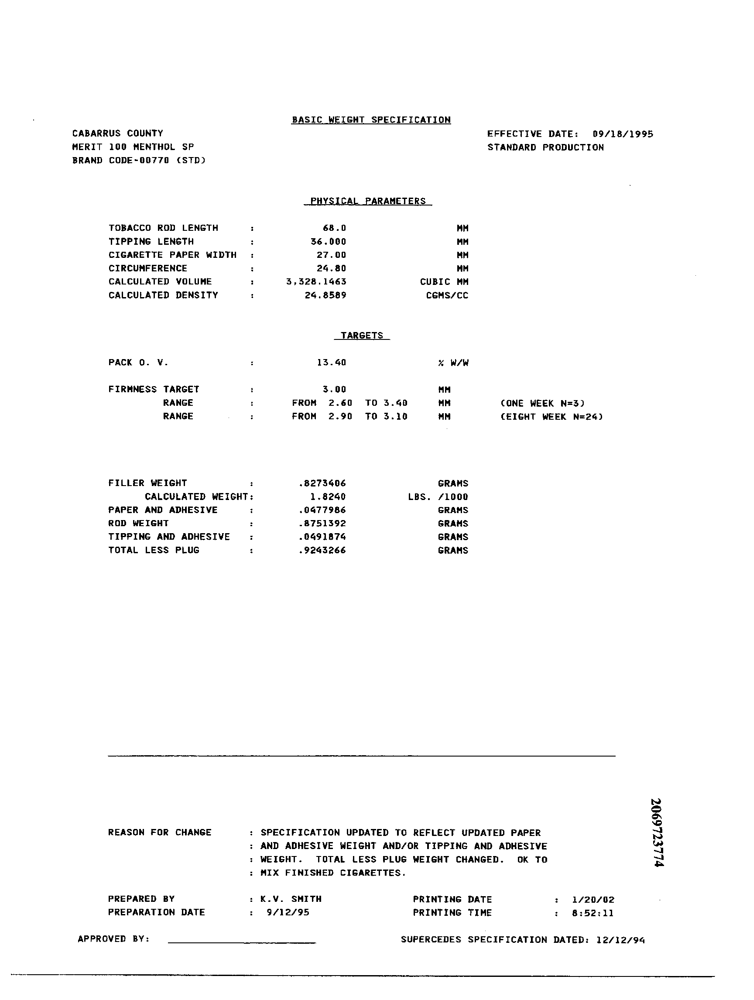 BASIC WEIGHT SPECIFICATION
CABARRUS COUNTY EFFECTIVE DATE: 09/18/1995
MERIT 100 MENTHOL SP STANDARD PRODUCTION
BRAND CODE-00770 (STD)
PHYSICAL PARAMETERS
TOBACCO ROD LENGTH : 68.0 MM
TIPPING LENGTH : 36.000 MM
CIGARETTE PAPER WIDTH : 27.00 MM
CIRCUMFERENCE : 24.80 MM
CALCULATED VOLUME : 3,328.1463 CUBIC MM
CALCULATED DENSITY : 24.8589 CGMS/CC
TARGETS
PACK O. V. : 13.40 % W/W
FIRMNESS TARGET : 3.00 MM
RANGE : FROM 2.60 TO 3.40 MM (ONE WEEK N=3)
RANGE : FROM 2.90 TO 3.10 MM (EIGHT WEEK N=24)
FILLER WEIGHT : .8273406 GRAMS
CALCULATED WEIGHT: 1.8240 LBS. /1000
PAPER AND ADHESIVE : .0477986 GRAMS
ROD WEIGHT : .8751392 GRAMS
TIPPING AND ADHESIVE : .0491874 GRAMS
TOTAL LESS PLUG : .9243266 GRAMS
REASON FOR CHANGE : SPECIFICATION UPDATED TO REFLECT UPDATED PAPER
: AND ADHESIVE WEIGHT AND/OR TIPPING AND ADHESIVE
: WEIGHT. TOTAL LESS PLUG WEIGHT CHANGED. OK TO
: MIX FINISHED CIGARETTES.
PREPARED BY : K.V. SMITH PRINTING DATE : 1/20/02
PREPARATION DATE : 9/12/95 PRINTING TIME : 8:52:11
APPROVED BY: SUPERCEDES SPECIFICATION DATED: 12/12/94
2069723774